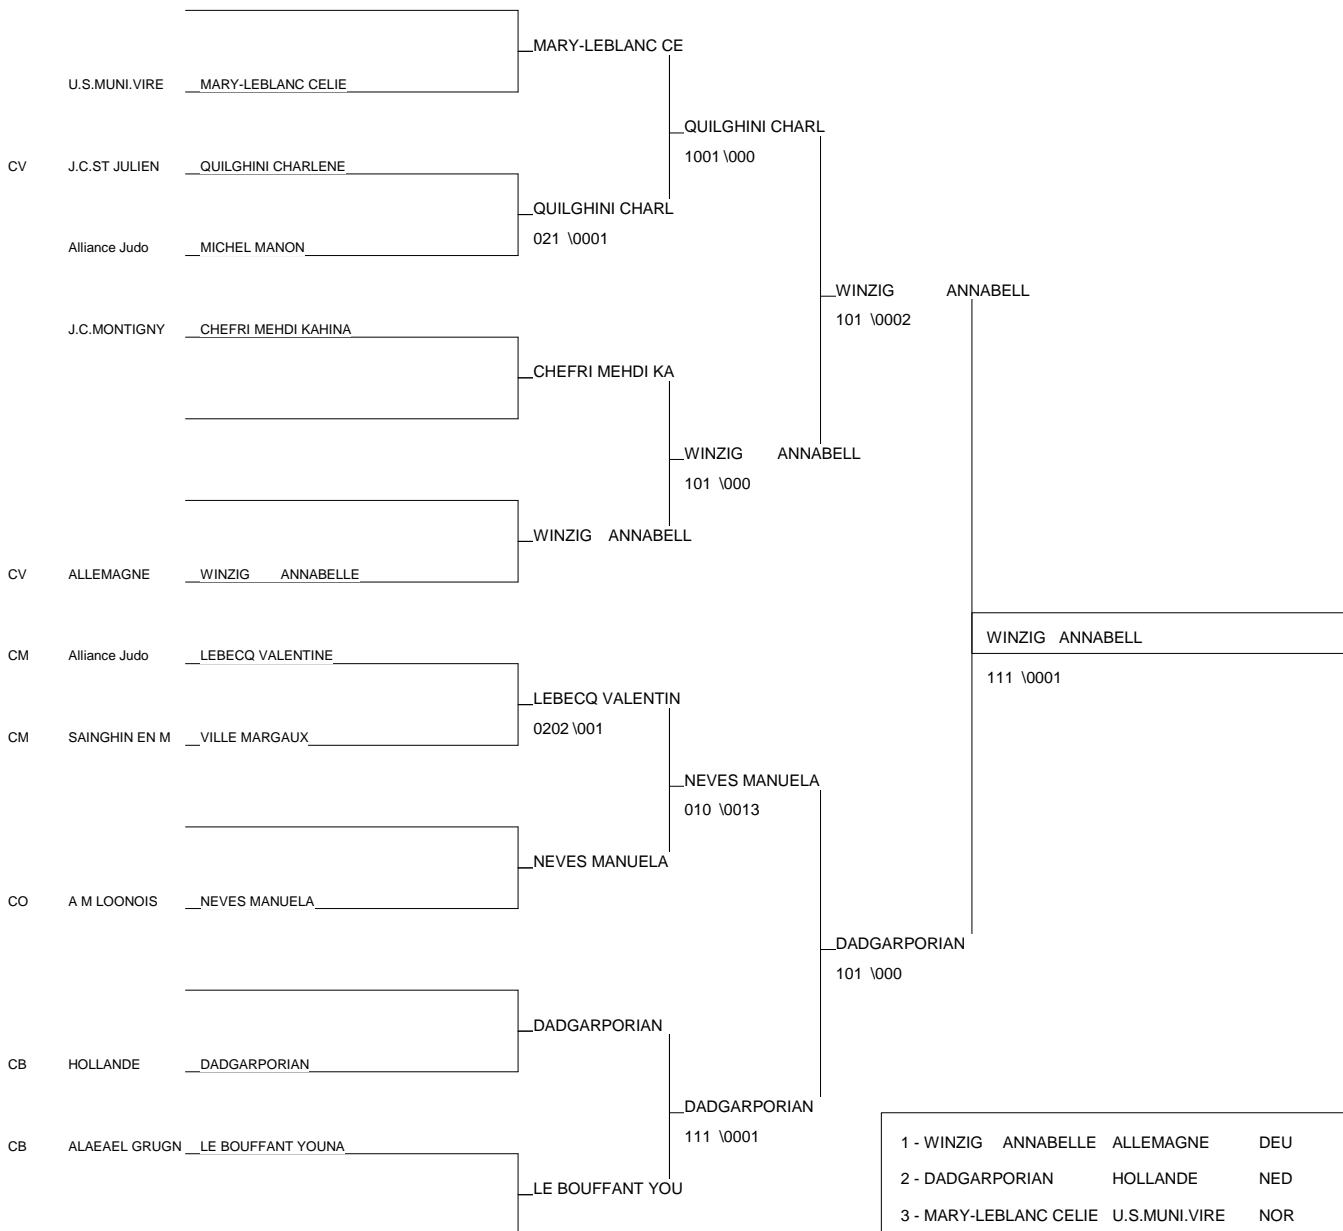 MARY-LEBLANC CE
U.S.MUNI.VIRE MARY-LEBLANC CELIE
QUILGHINI CHARL
1001 \000
CV J.C.ST JULIEN QUILGHINI CHARLENE
QUILGHINI CHARL
021 \0001
Alliance Judo MICHEL MANON
WINZIG ANNABELL
101 \0002
J.C.MONTIGNY CHEFRI MEHDI KAHINA
CHEFRI MEHDI KA
WINZIG ANNABELL
101 \000
WINZIG ANNABELL
CV ALLEMAGNE WINZIG ANNABELLE
WINZIG ANNABELL
111 \0001
CM Alliance Judo LEBECQ VALENTINE
LEBECQ VALENTIN
0202 \001
CM SAINGHIN EN M VILLE MARGAUX
NEVES MANUELA
010 \0013
NEVES MANUELA
CO A M LOONOIS NEVES MANUELA
DADGARPORIAN
101 \000
DADGARPORIAN
CB HOLLANDE DADGARPORIAN
DADGARPORIAN
111 \0001
CB ALAEAEL GRUGN LE BOUFFANT YOUNA
LE BOUFFANT YOU
1 - WINZIG ANNABELLE ALLEMAGNE DEU
2 - DADGARPORIAN HOLLANDE NED
3 - MARY-LEBLANC CELIE U.S.MUNI.VIRE NOR